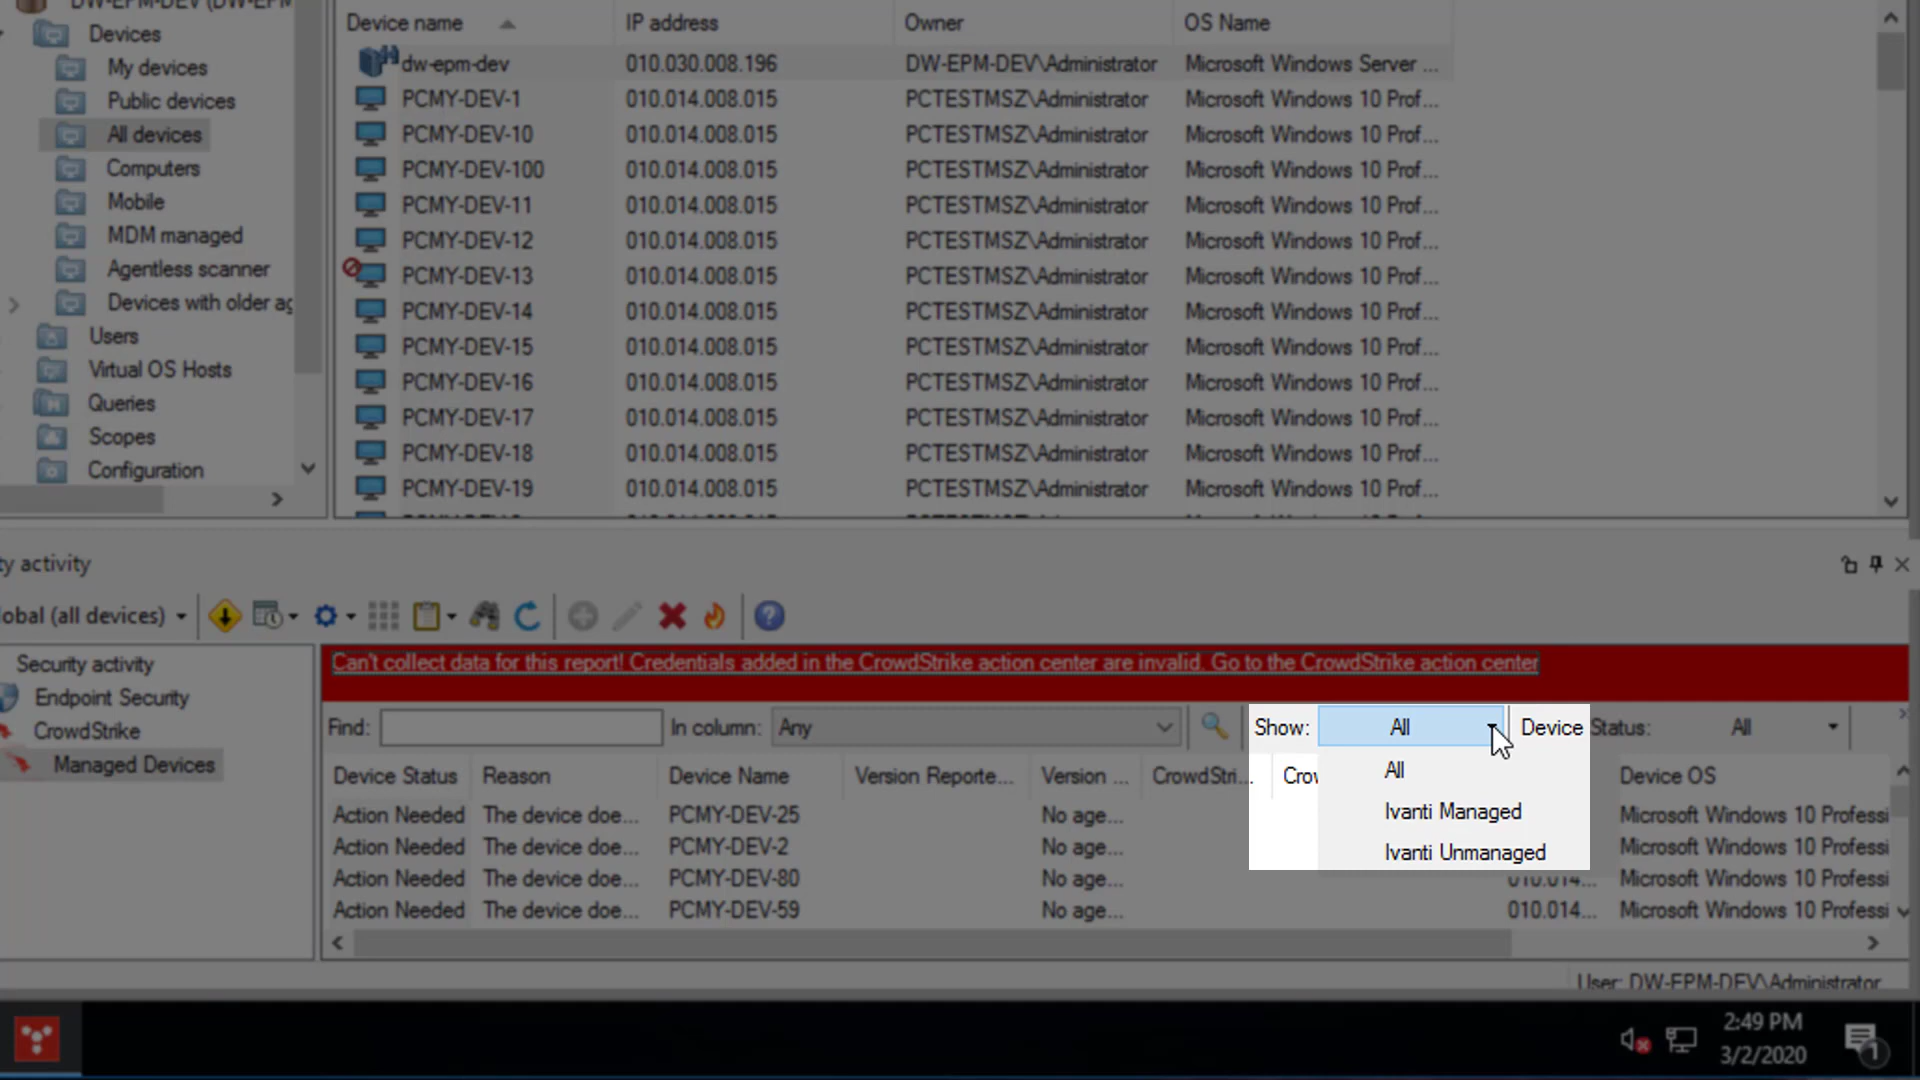 DW-EPM-DEV (DW-EPM
Devices
My devices
Public devices
All devices
Computers
Mobile
MDM managed
Agentless scanner
Devices with older ag
Users
Virtual OS Hosts
Queries
Scopes
Configuration
Device name IP address Owner OS Name
dw-epm-dev 010.030.008.196 DW-EPM-DEV\Administrator Microsoft Windows Server ...
PCMY-DEV-1 010.014.008.015 PCTESTMSZ\Administrator Microsoft Windows 10 Prof...
PCMY-DEV-10 010.014.008.015 PCTESTMSZ\Administrator Microsoft Windows 10 Prof...
PCMY-DEV-100 010.014.008.015 PCTESTMSZ\Administrator Microsoft Windows 10 Prof...
PCMY-DEV-11 010.014.008.015 PCTESTMSZ\Administrator Microsoft Windows 10 Prof...
PCMY-DEV-12 010.014.008.015 PCTESTMSZ\Administrator Microsoft Windows 10 Prof...
PCMY-DEV-13 010.014.008.015 PCTESTMSZ\Administrator Microsoft Windows 10 Prof...
PCMY-DEV-14 010.014.008.015 PCTESTMSZ\Administrator Microsoft Windows 10 Prof...
PCMY-DEV-15 010.014.008.015 PCTESTMSZ\Administrator Microsoft Windows 10 Prof...
PCMY-DEV-16 010.014.008.015 PCTESTMSZ\Administrator Microsoft Windows 10 Prof...
PCMY-DEV-17 010.014.008.015 PCTESTMSZ\Administrator Microsoft Windows 10 Prof...
PCMY-DEV-18 010.014.008.015 PCTESTMSZ\Administrator Microsoft Windows 10 Prof...
PCMY-DEV-19 010.014.008.015 PCTESTMSZ\Administrator Microsoft Windows 10 Prof...
ty activity
lobal (all devices)
Security activity
Endpoint Security
CrowdStrike
Managed Devices
Can't collect data for this report! Credentials added in the CrowdStrike action center are invalid. Go to the CrowdStrike action center
Find: In column: Any Show: All Device Status: All
All
Ivanti Managed
Ivanti Unmanaged
Device Status Reason Device Name Version Reporte... Version ... CrowdStri... Crow Device OS
Action Needed The device doe... PCMY-DEV-25 No age... Microsoft Windows 10 Professi
Action Needed The device doe... PCMY-DEV-2 No age... Microsoft Windows 10 Professi
Action Needed The device doe... PCMY-DEV-80 No age... 010.014... Microsoft Windows 10 Professi
Action Needed The device doe... PCMY-DEV-59 No age... 010.014... Microsoft Windows 10 Professi
User: DW-EPM-DEV\Administrator
2:49 PM
3/2/2020
1